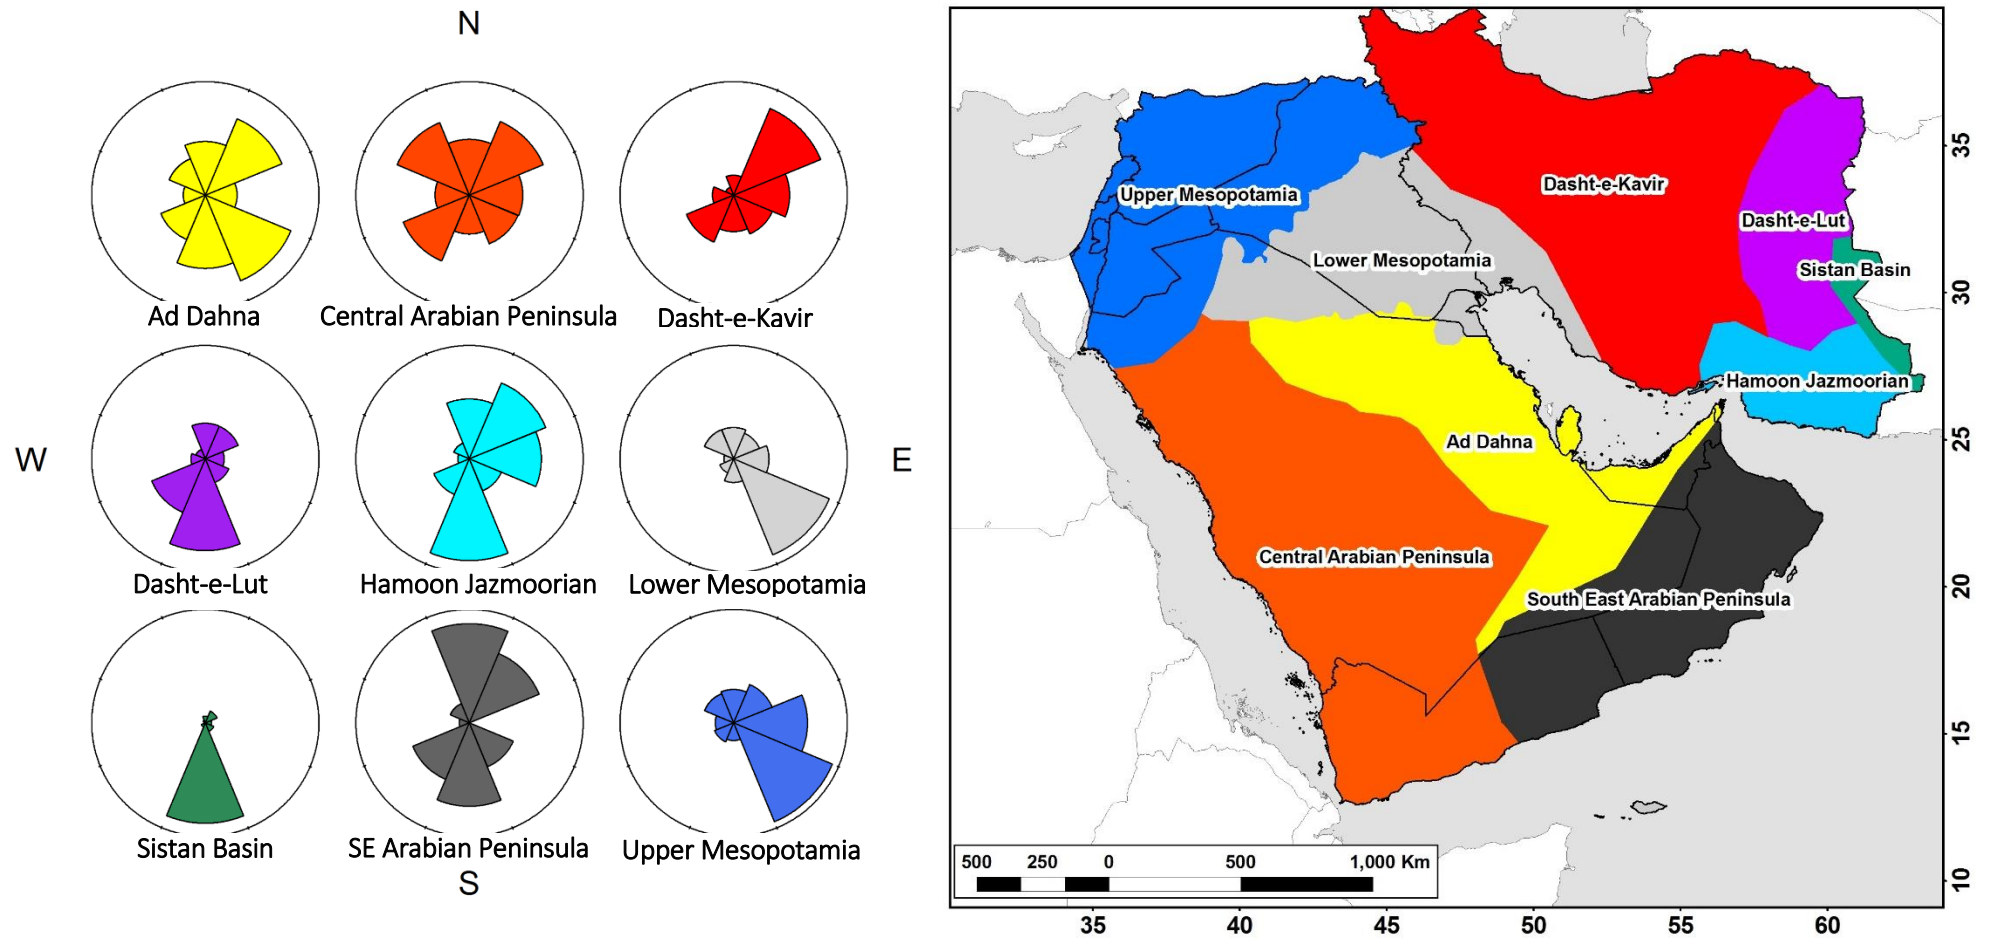 N
Ad Dahna
Central Arabian Peninsula
Dasht-e-Kavir
W
E
Dasht-e-Lut
Hamoon Jazmoorian
Lower Mesopotamia
Sistan Basin
SE Arabian Peninsula
Upper Mesopotamia
S
Upper Mesopotamia
Dasht-e-Kavir
Dasht-e-Lut
Lower Mesopotamia
Sistan Basin
Hamoon Jazmoorian
Ad Dahna
Central Arabian Peninsula
South East Arabian Peninsula
500 250 0 500 1,000 Km
35
30
25
20
15
10
35 40 45 50 55 60